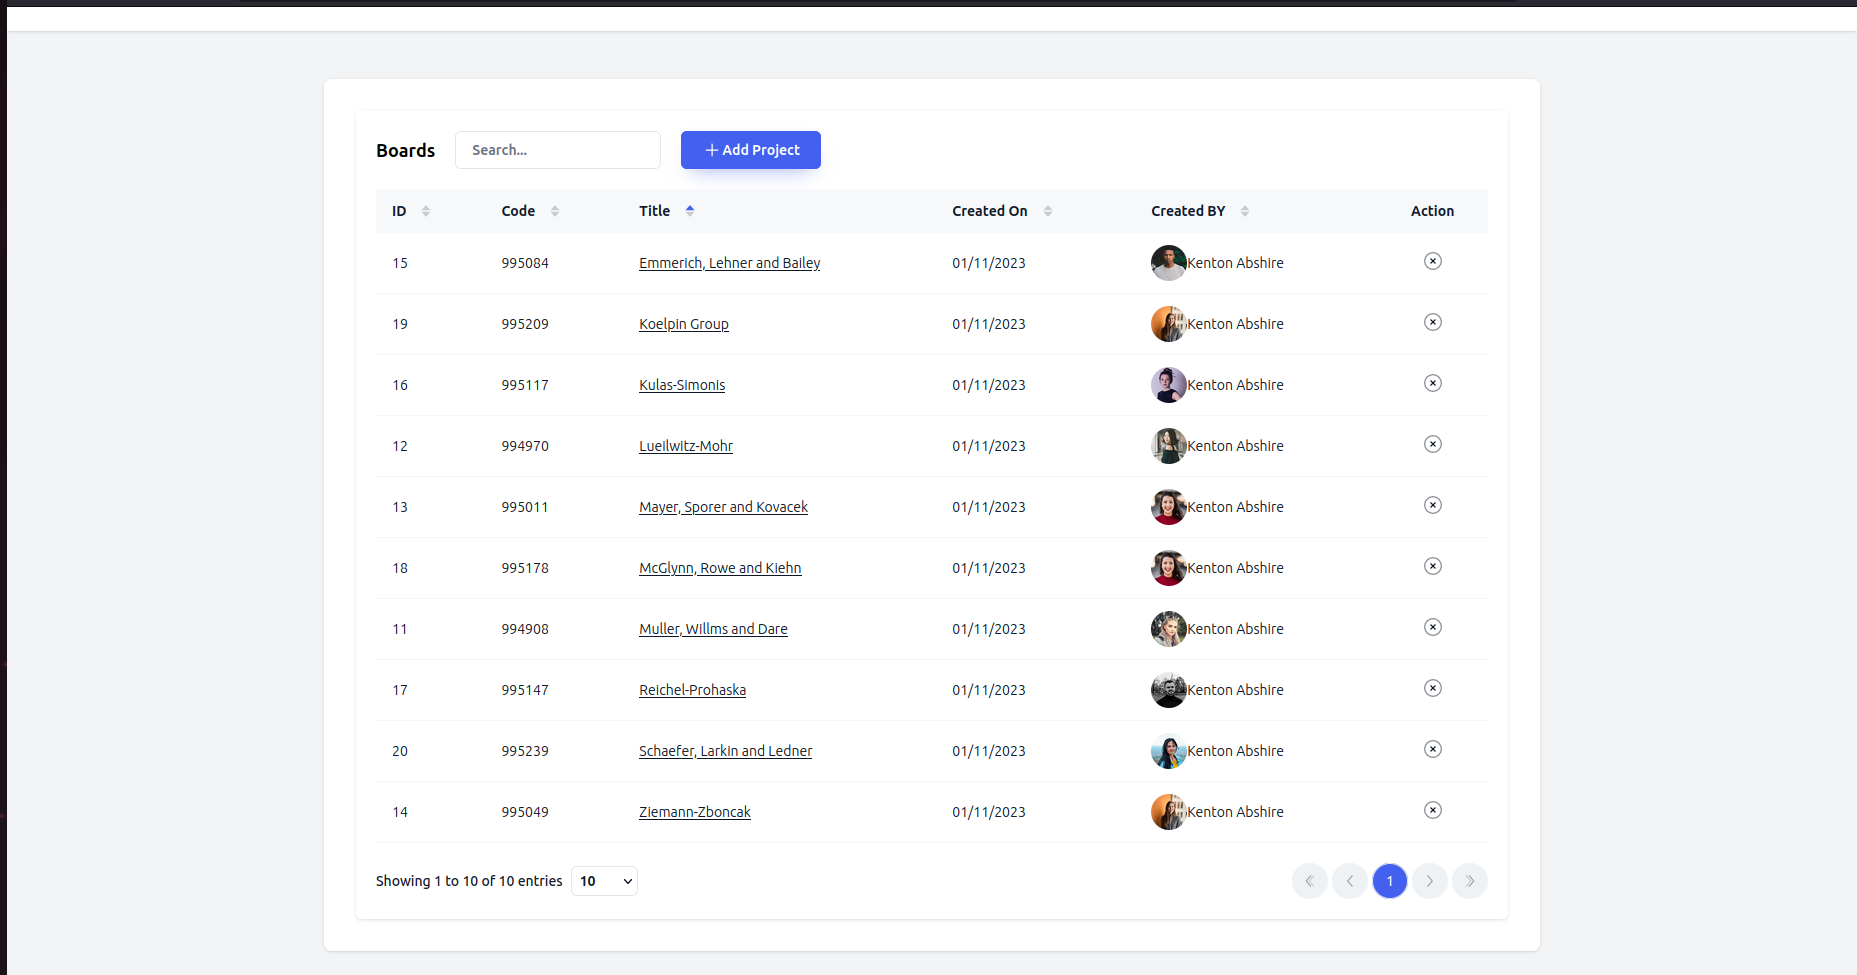 Boards Search... Add Project
ID Code Title Created On Created BY Action
15 995084 Emmerich, Lehner and Bailey 01/11/2023 Kenton Abshire
19 995209 Koelpin Group 01/11/2023 Kenton Abshire
16 995117 Kulas-Simonis 01/11/2023 Kenton Abshire
12 994970 Lueilwitz-Mohr 01/11/2023 Kenton Abshire
13 995011 Mayer, Sporer and Kovacek 01/11/2023 Kenton Abshire
18 995178 McGlynn, Rowe and Kiehn 01/11/2023 Kenton Abshire
11 994908 Muller, Willms and Dare 01/11/2023 Kenton Abshire
17 995147 Reichel-Prohaska 01/11/2023 Kenton Abshire
20 995239 Schaefer, Larkin and Ledner 01/11/2023 Kenton Abshire
14 995049 Ziemann-Zboncak 01/11/2023 Kenton Abshire
Showing 1 to 10 of 10 entries 10 1